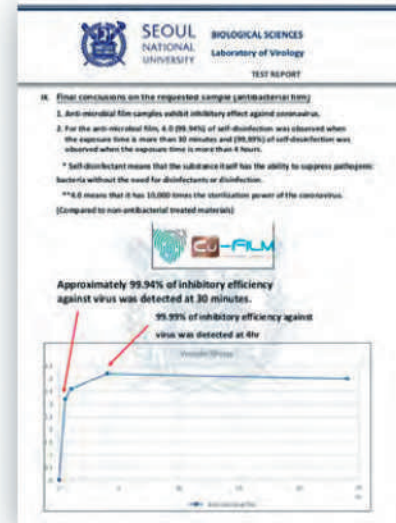 SEOUL
NATIONAL
UNIVERSITY
BIOLOGICAL SCIENCES
Laboratory of Virology
TEST REPORT
IX. Final conclusions on the requested sample (antibacterial film)
1. Anti-microbial film samples exhibit inhibitory effect against coronavirus.
2. For the anti-microbial film, 4.0 (99.94%) of self-disinfection was observed when
the exposure time is more than 30 minutes and (99.99%) of self-disinfection was
observed when the exposure time is more than 4 hours.
* Self-disinfectant means that the substance itself has the ability to suppress pathogenic
bacteria without the need for disinfectants or disinfection.
**4.0 means that it has 10,000 times the sterilization power of the coronavirus.
(Compared to non-antibacterial treated materials)
Cu-FILM
Approximately 99.94% of inhibitory efficiency
against virus was detected at 30 minutes.
99.99% of inhibitory efficiency against
virus was detected at 4hr